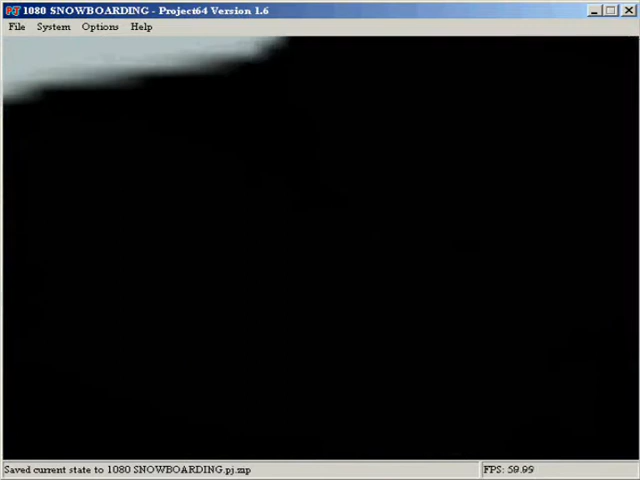 1080 SNOWBOARDING - Project64 Version 1.6
File System Options Help
Saved current state to 1080 SNOWBOARDING.pj.zip
FPS: 59.99